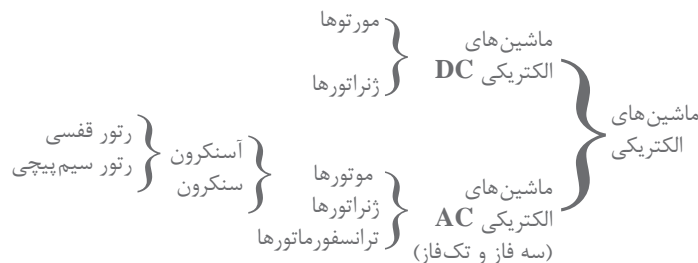 ماشین‌های
الکتریکی
ماشین‌های
الکتریکی DC
مورتوها
ژنراتورها
ماشین‌های
الکتریکی AC
(سه فاز و تک‌فاز)
موتورها
ژنراتورها
ترانسفورماتورها
آسنکرون
سنکرون
رتور قفسی
رتور سیم‌پیچی